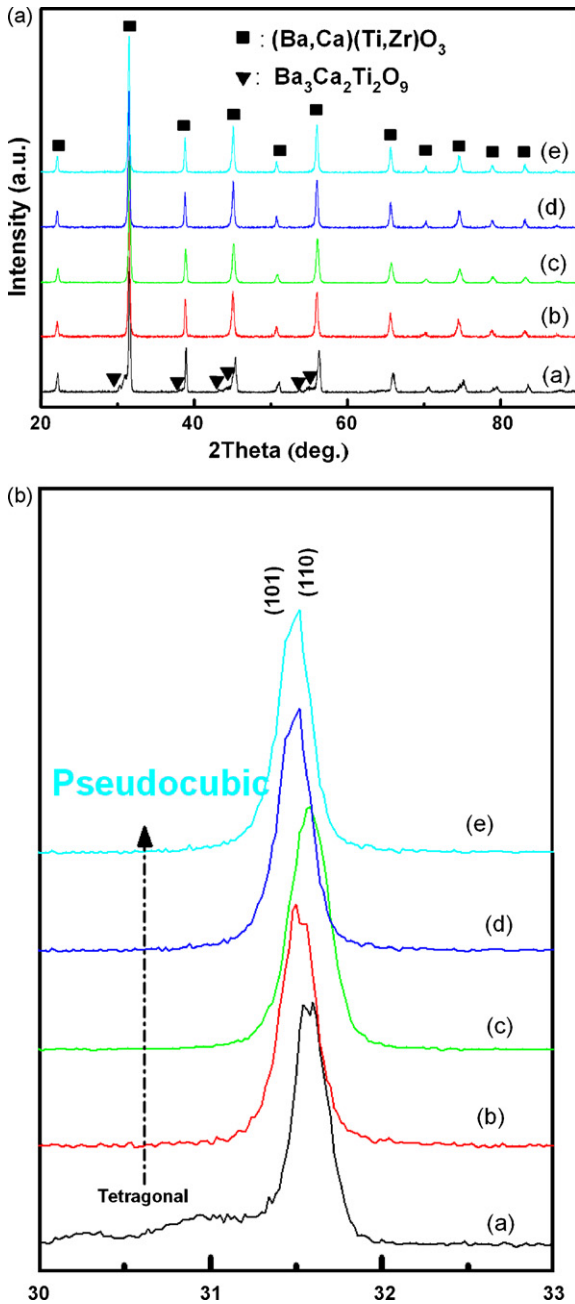 (a)
■ : (Ba,Ca)(Ti,Zr)O3
▼ : Ba3Ca2Ti2O9
Intensity (a.u.)
(e)
(d)
(c)
(b)
(a)
20 40 60 80
2Theta (deg.)
(b)
(101)
(110)
Pseudocubic
(e)
(d)
(c)
(b)
Tetragonal
(a)
30 31 32 33